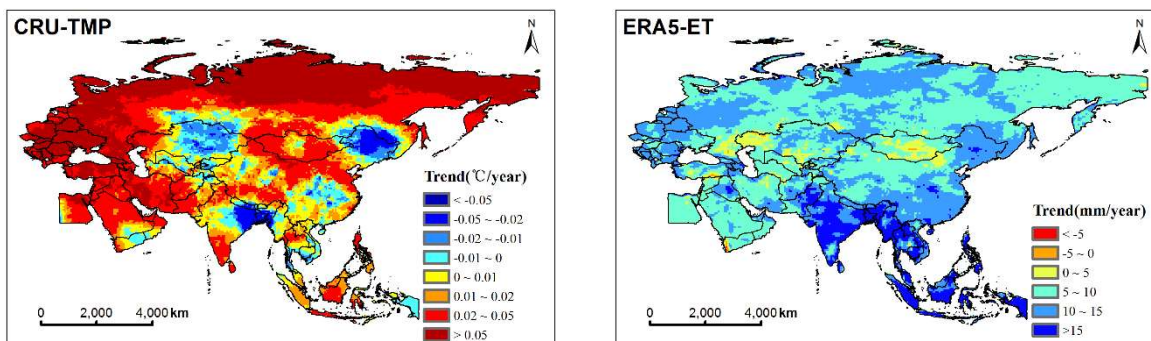 CRU-TMP
N
Trend(℃/year)
< -0.05
-0.05 ~ -0.02
-0.02 ~ -0.01
-0.01 ~ 0
0 ~ 0.01
0.01 ~ 0.02
0.02 ~ 0.05
> 0.05
0 2,000 4,000 km
ERA5-ET
N
Trend(mm/year)
< -5
-5 ~ 0
0 ~ 5
5 ~ 10
10 ~ 15
>15
0 2,000 4,000 km